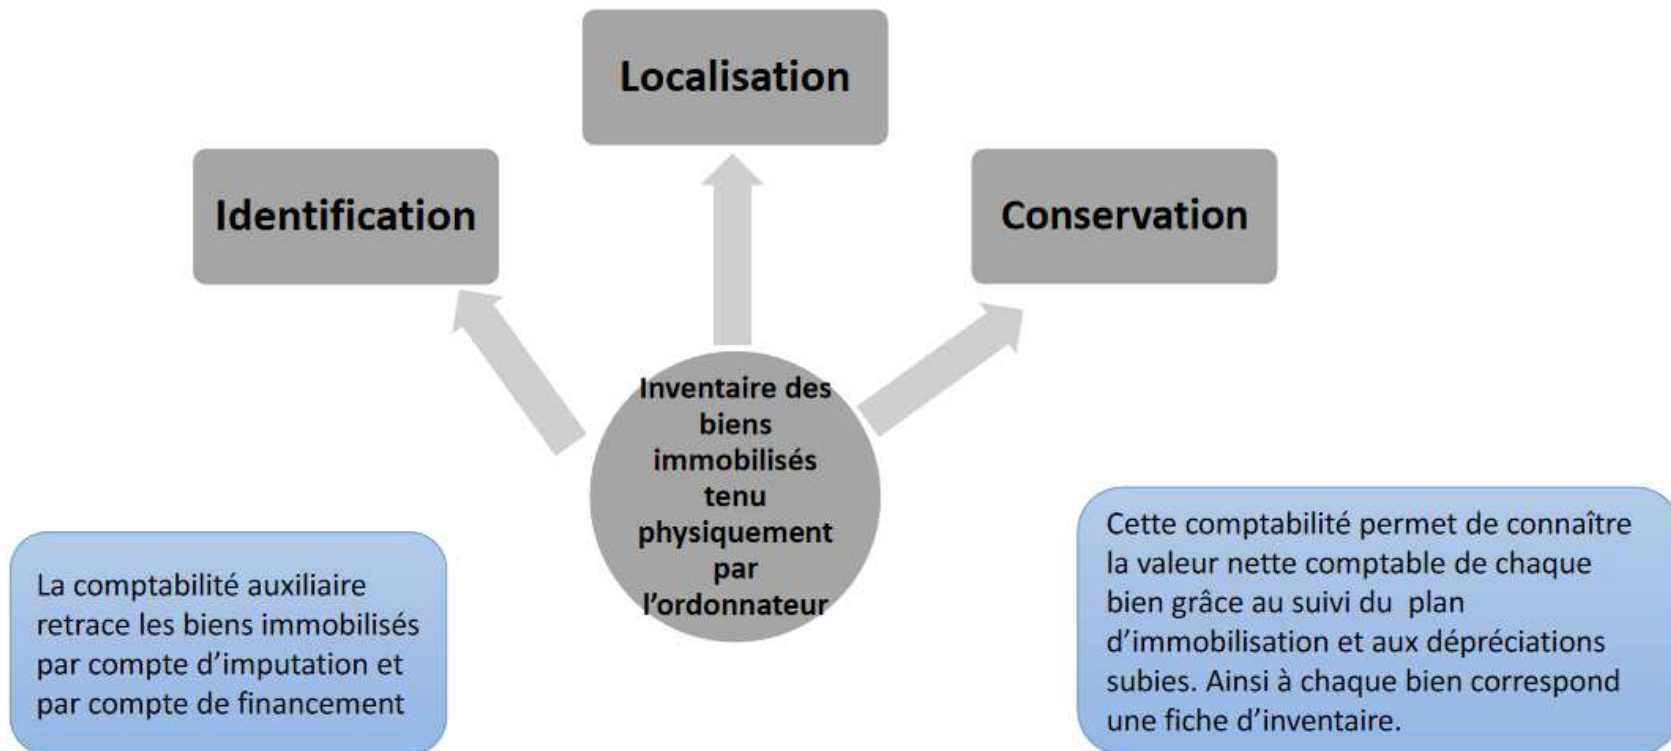 Localisation
Identification
Conservation
Inventaire des
biens
immobilisés
tenu
physiquement
par
l’ordonnateur
La comptabilité auxiliaire
retrace les biens immobilisés
par compte d’imputation et
par compte de financement
Cette comptabilité permet de connaître
la valeur nette comptable de chaque
bien grâce au suivi du plan
d’immobilisation et aux dépréciations
subies. Ainsi à chaque bien correspond
une fiche d’inventaire.